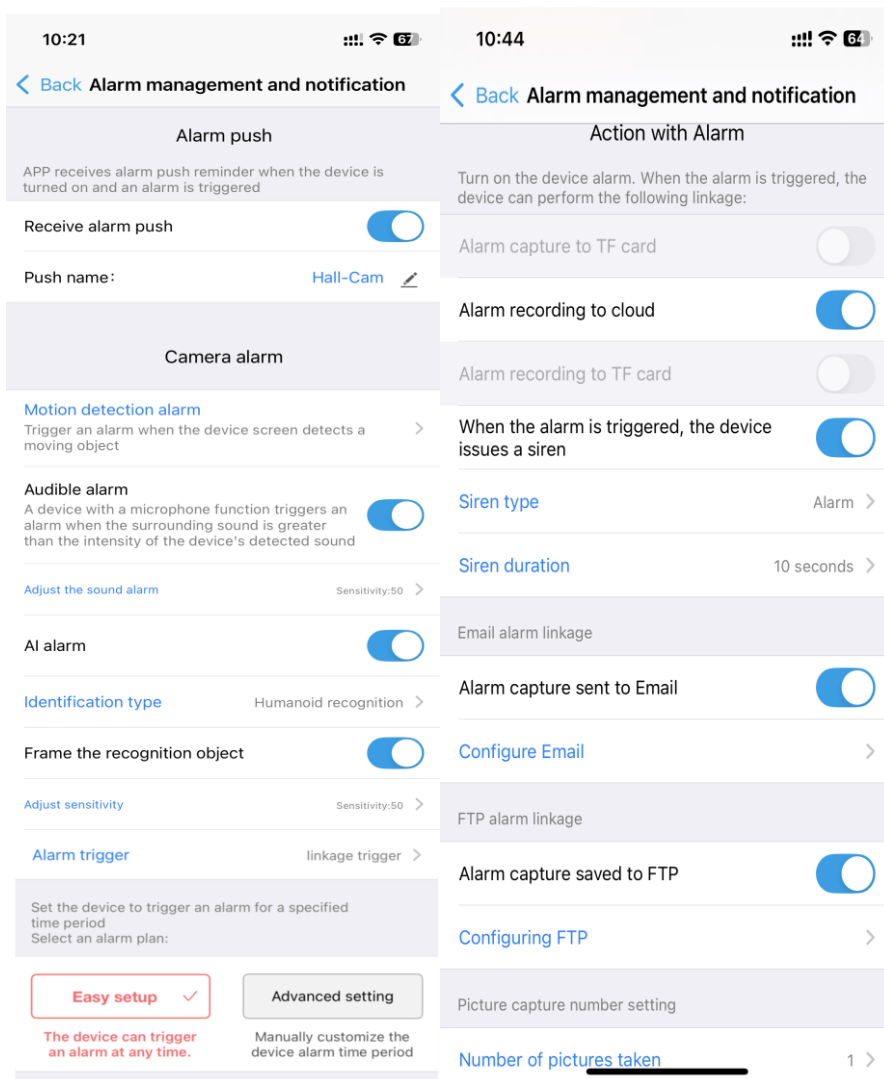 10:21
67
Back Alarm management and notification
Alarm push
APP receives alarm push reminder when the device is
turned on and an alarm is triggered
Receive alarm push
Push name:
Hall-Cam
Camera alarm
Motion detection alarm
Trigger an alarm when the device screen detects a
moving object
Audible alarm
A device with a microphone function triggers an
alarm when the surrounding sound is greater
than the intensity of the device's detected sound
Adjust the sound alarm
Sensitivity:50
AI alarm
Identification type
Humanoid recognition
Frame the recognition object
Adjust sensitivity
Sensitivity:50
Alarm trigger
linkage trigger
Set the device to trigger an alarm for a specified
time period
Select an alarm plan:
Easy setup
Advanced setting
The device can trigger
an alarm at any time.
Manually customize the
device alarm time period
10:44
64
Back Alarm management and notification
Action with Alarm
Turn on the device alarm. When the alarm is triggered, the
device can perform the following linkage:
Alarm capture to TF card
Alarm recording to cloud
Alarm recording to TF card
When the alarm is triggered, the device
issues a siren
Siren type
Alarm
Siren duration
10 seconds
Email alarm linkage
Alarm capture sent to Email
Configure Email
FTP alarm linkage
Alarm capture saved to FTP
Configuring FTP
Picture capture number setting
Number of pictures taken
1